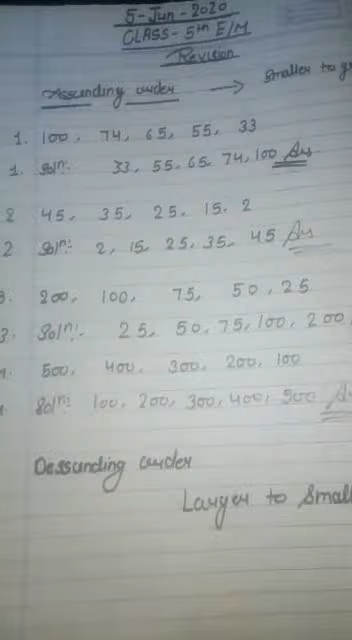 5-Jun-2020
CLASS-5th E/M
Revision
Assunding order → Smaller to
1. 100, 74, 65, 55, 33
1. Soln: 33, 55, 65, 74, 100 Ans
2 45, 35, 25, 15, 2
2 Soln: 2, 15, 25, 35, 45 Ans
3. 200, 100, 75, 50, 25
3. Soln:- 25, 50, 75, 100, 200
4. 500, 400, 300, 200, 100
Soln: 100, 200, 300, 400, 500
Dessunding order
Larger to Small